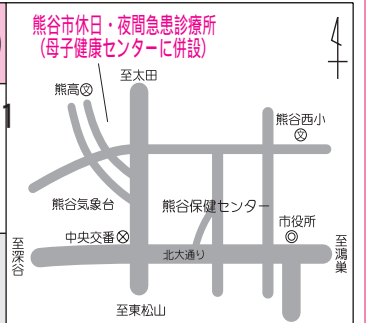 熊谷市休日・夜間急患診療所
(母子健康センターに併設)
至太田
熊高文
1
熊谷西小
文
熊谷気象台
熊谷保健センター
中央交番
市役所
至深谷
北大通り
至鴻巣
至東松山